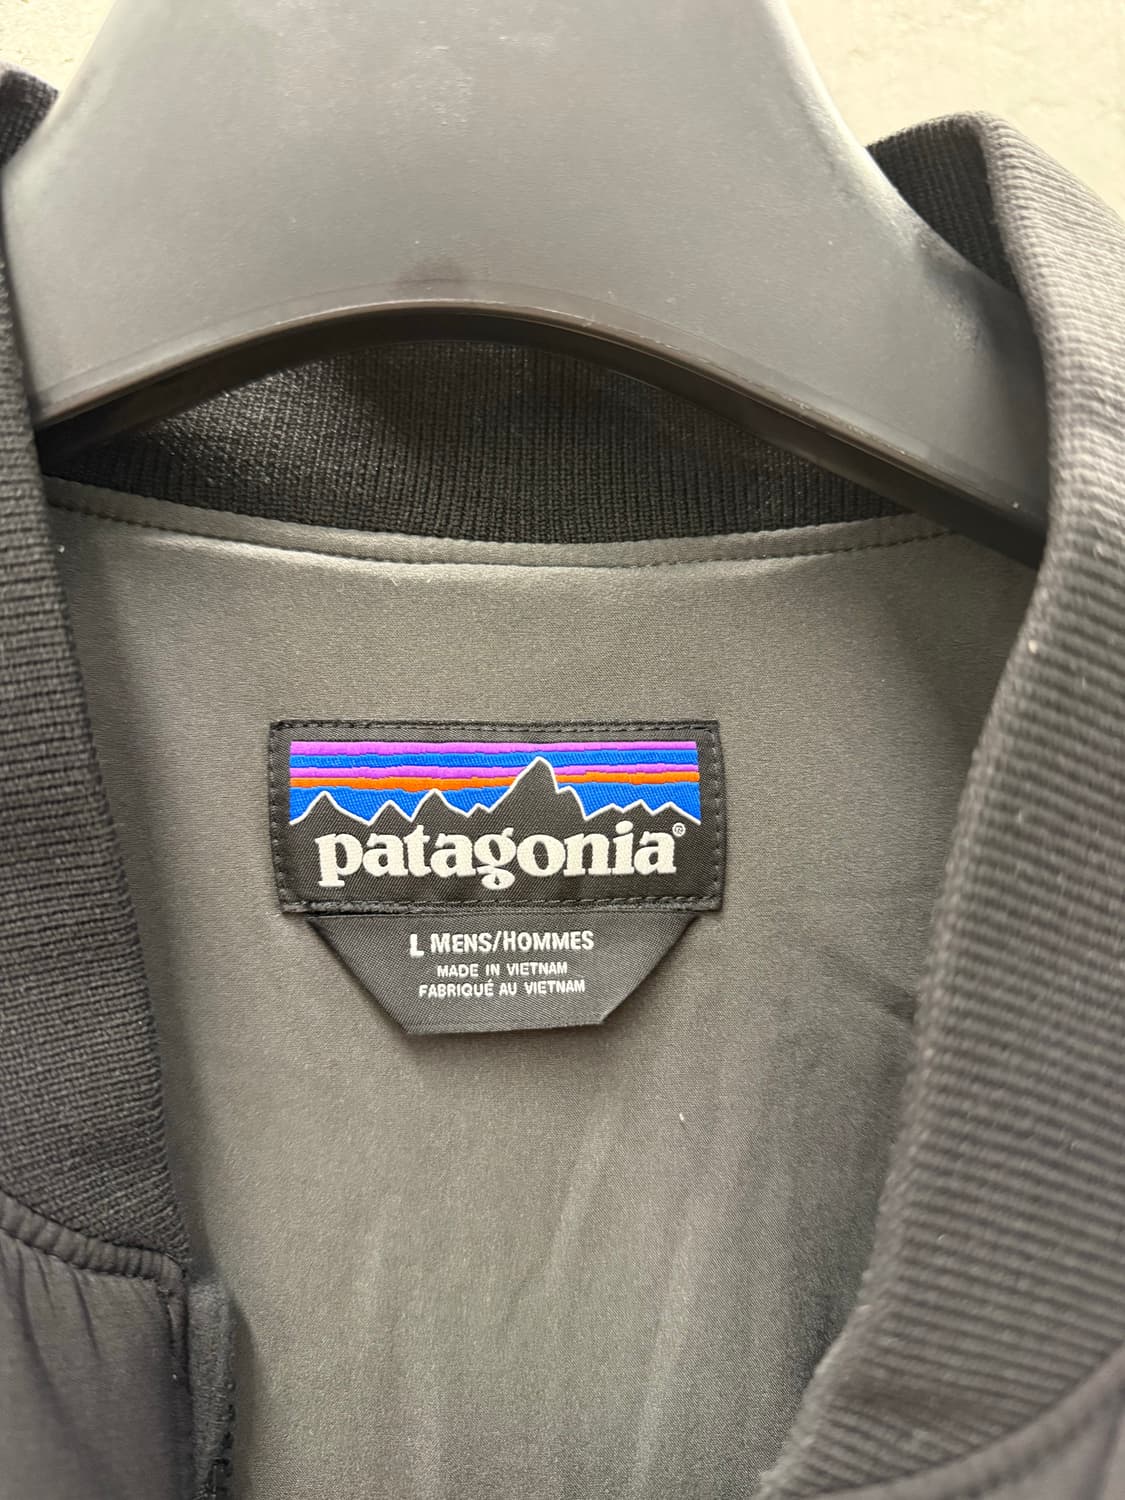 patagonia®
L MENS/HOMMES
MADE IN VIETNAM
FABRIQUÉ AU VIETNAM